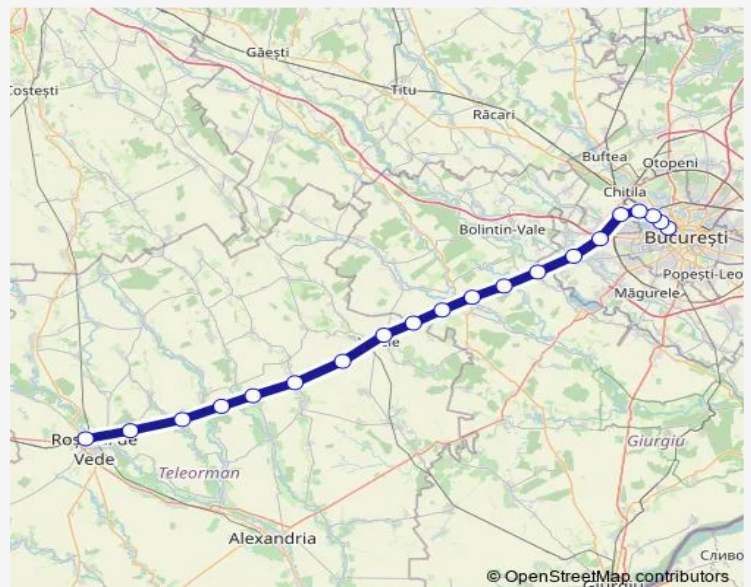 Găești
Costești
Titu
Răcari
Buftea
Otopeni
Chitila
Bolintin-Vale
București
Popești-Leo
Măgurele
Vede
Teleorman
Giurgiu
Alexandria
Сливо
© OpenStreetMap contributors